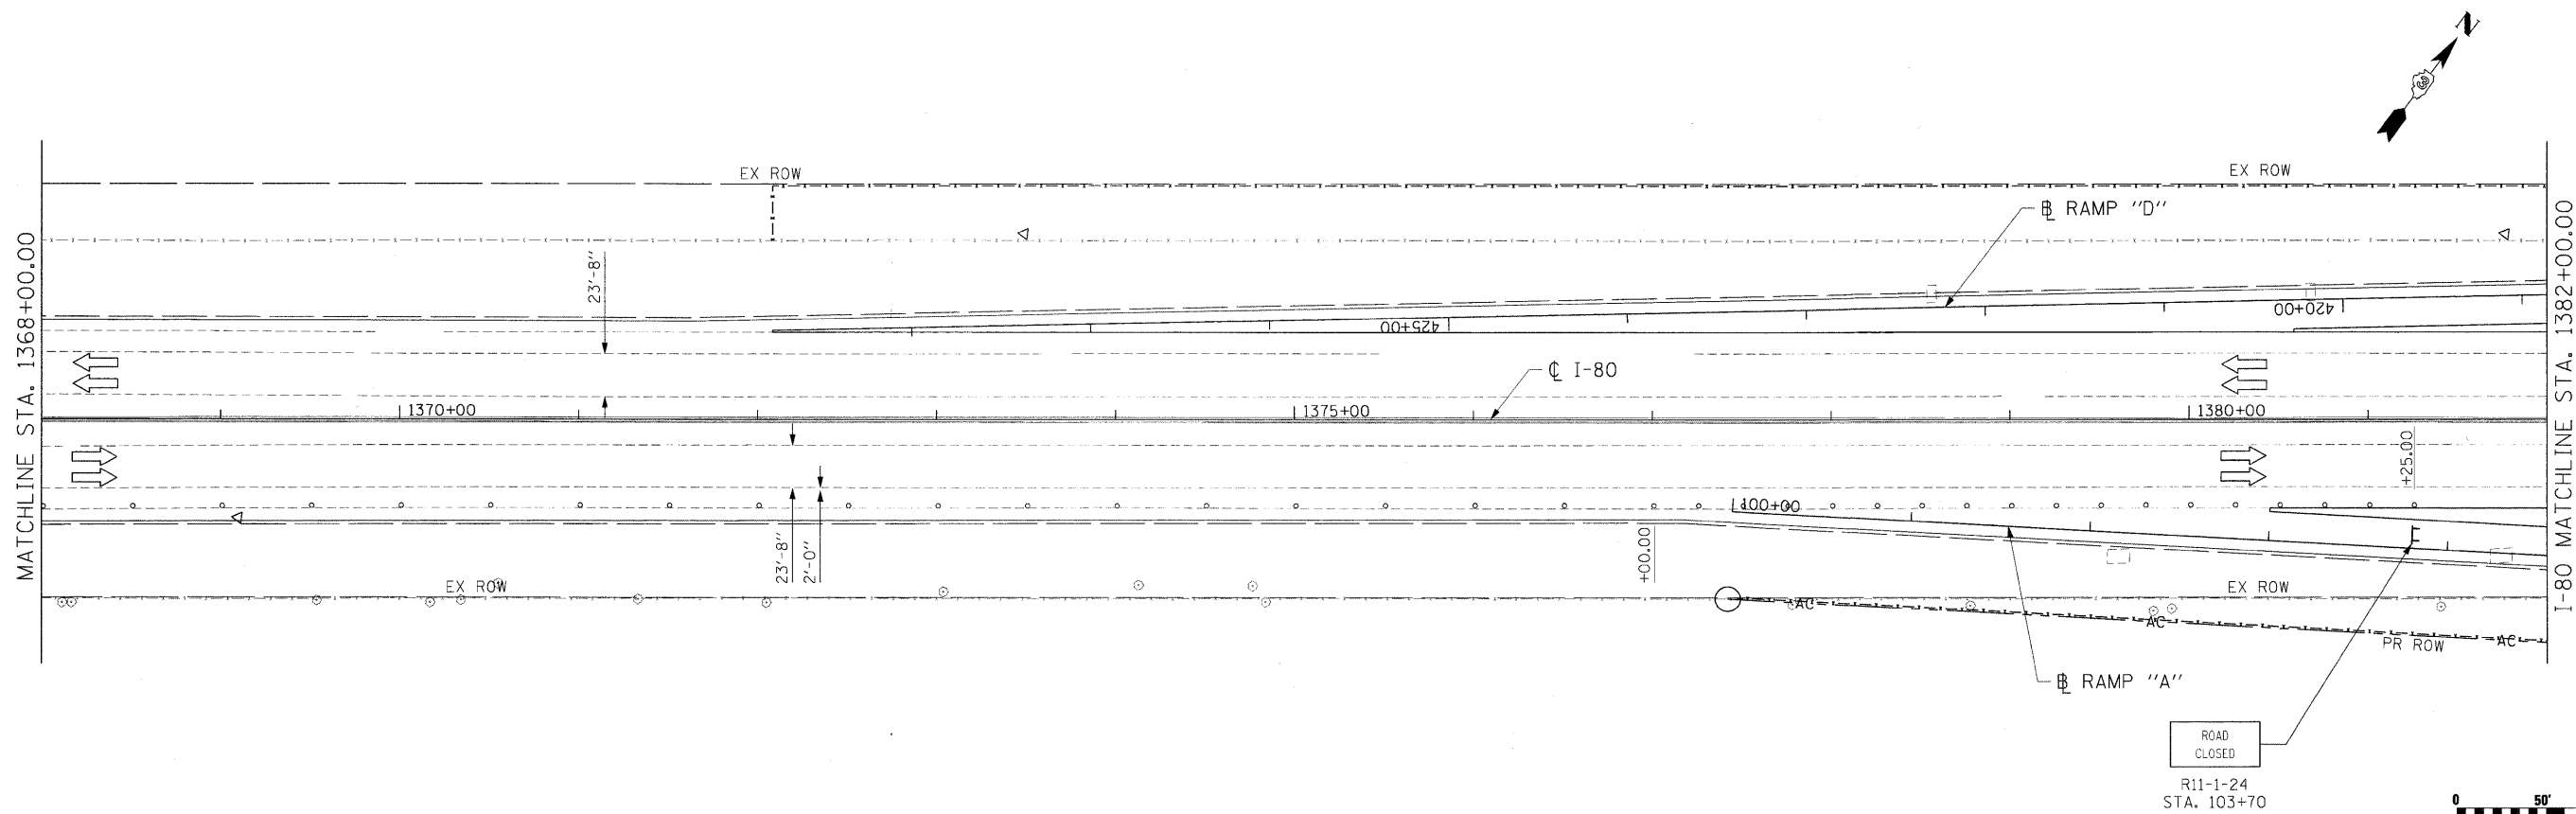 N
EX ROW
EX ROW
℄ RAMP "D"
MATCHLINE STA. 1368+00.00
I-80 MATCHLINE STA. 1382+00.00
23'-8"
425+00
420+00
℄ I-80
1370+00
1375+00
1380+00
+25.00
100+00
23'-8"
2'-0"
+00.00
EX ROW
EX ROW
AC
AC
AC
PR ROW
RAMP "A"
ROAD
CLOSED
R11-1-24
STA. 103+70
0 50'